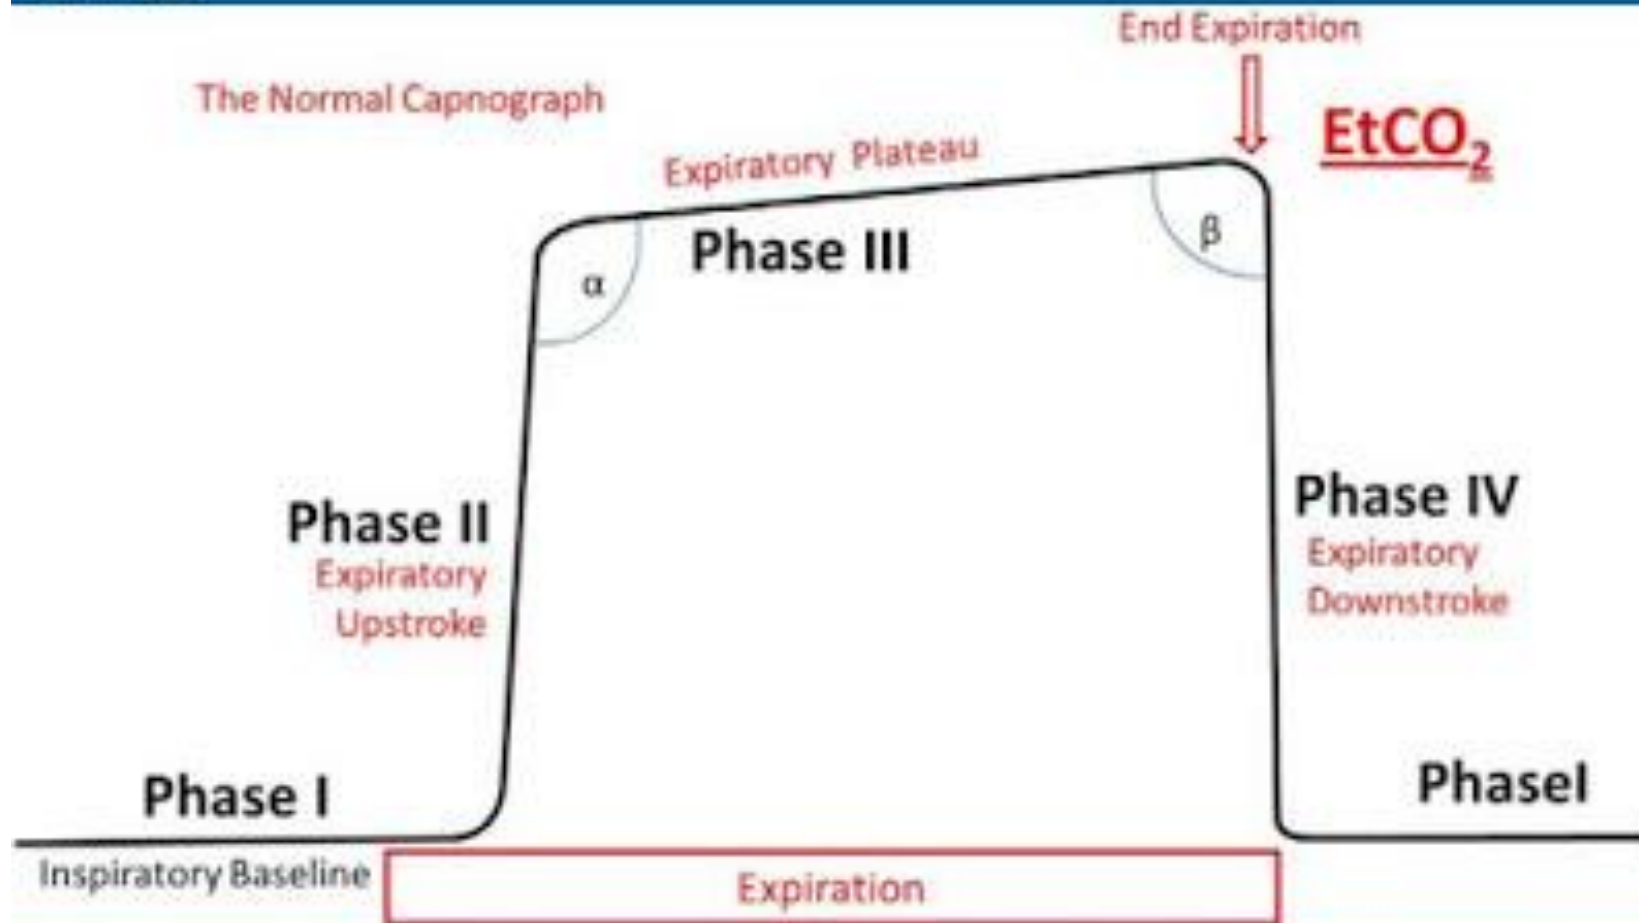 End Expiration
The Normal Capnograph
EtCO₂
Expiratory Plateau
Phase III
α
β
Phase II
Expiratory
Upstroke
Phase IV
Expiratory
Downstroke
Phase I
PhaseI
Inspiratory Baseline
Expiration